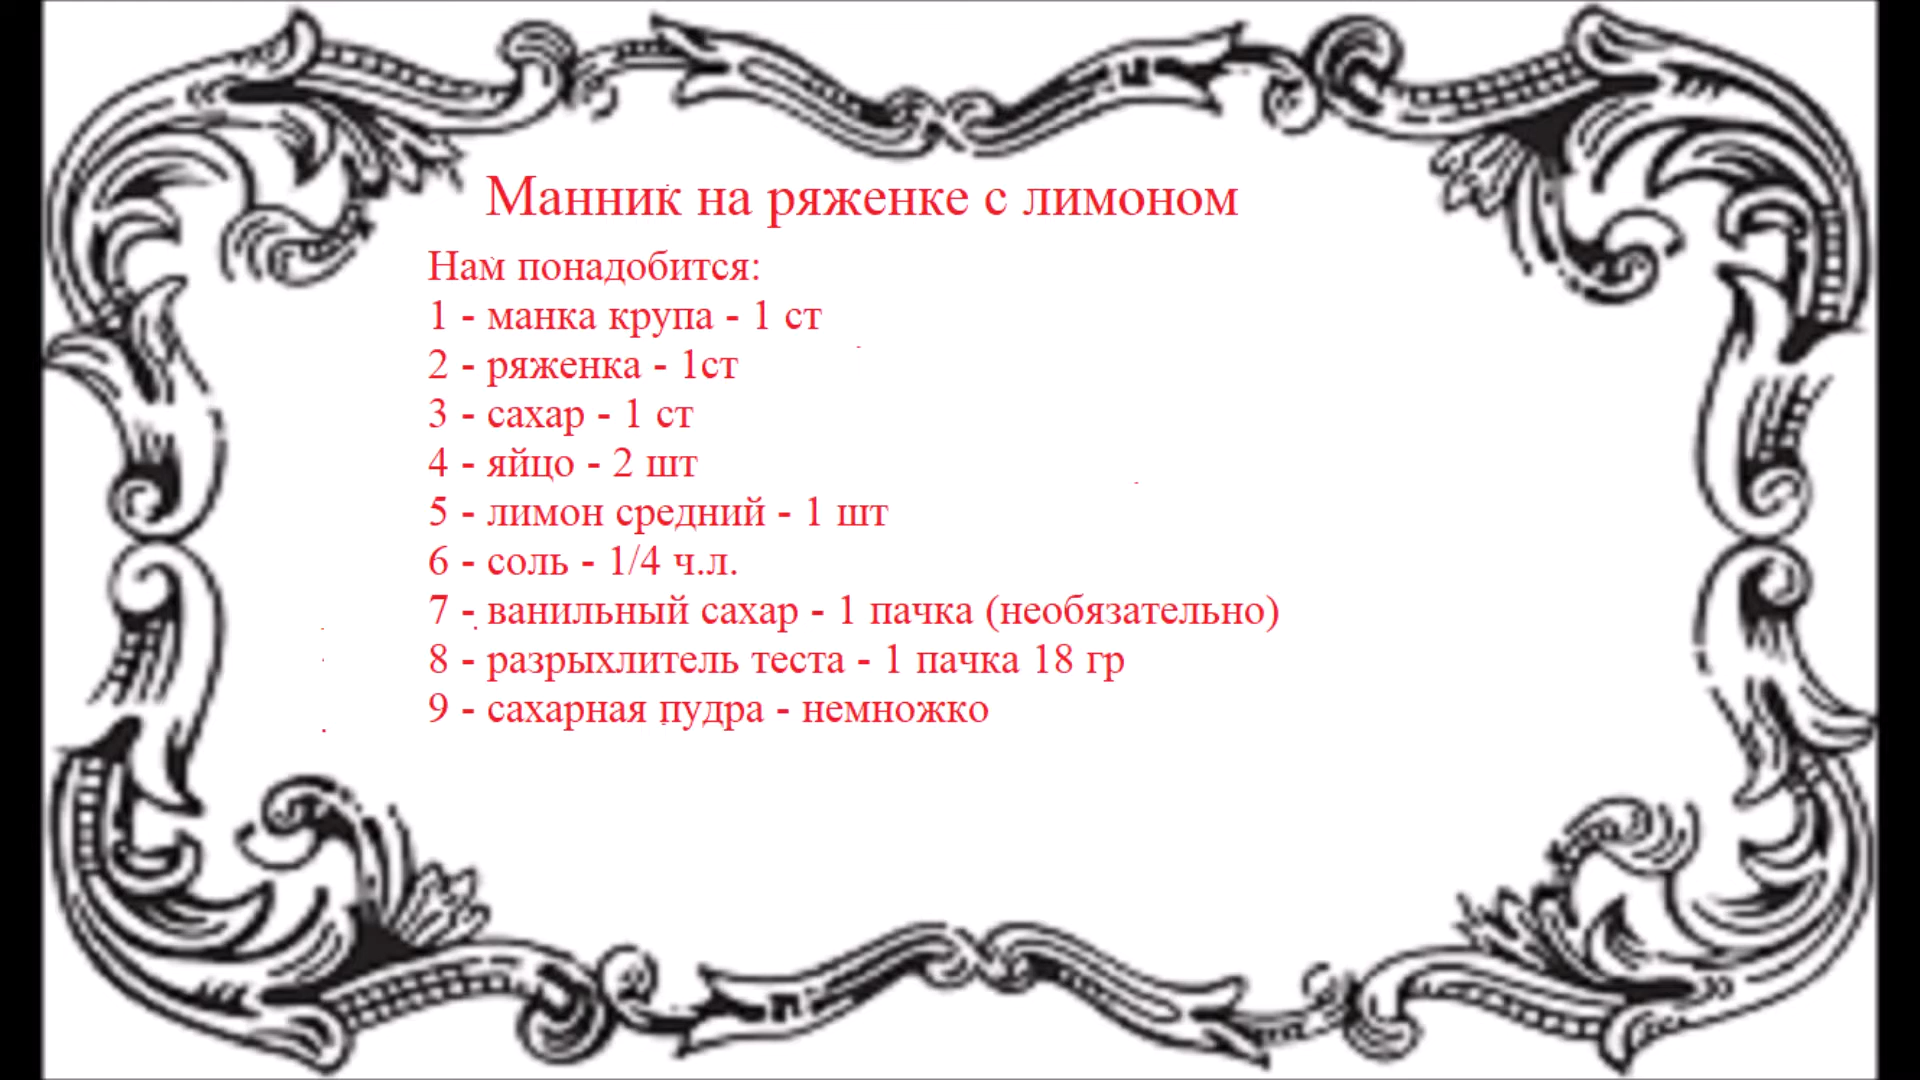 Манник на ряженке с лимоном
Нам понадобится:
1 - манка крупа - 1 ст
2 - ряженка - 1ст
3 - сахар - 1 ст
4 - яйцо - 2 шт
5 - лимон средний - 1 шт
6 - соль - 1/4 ч.л.
7 - ванильный сахар - 1 пачка (необязательно)
8 - разрыхлитель теста - 1 пачка 18 гр
9 - сахарная пудра - немножко